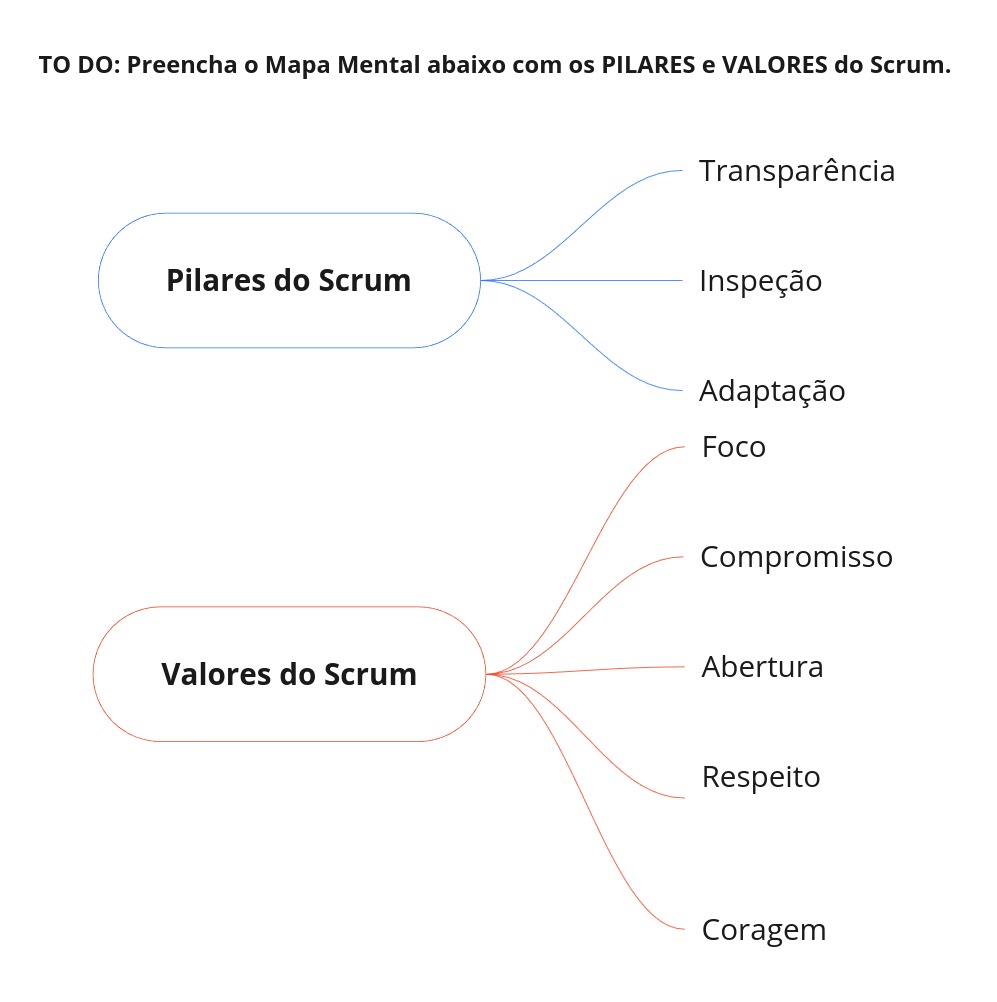 TO DO: Preencha o Mapa Mental abaixo com os PILARES e VALORES do Scrum.
Pilares do Scrum
Transparência
Inspeção
Adaptação
Valores do Scrum
Foco
Compromisso
Abertura
Respeito
Coragem